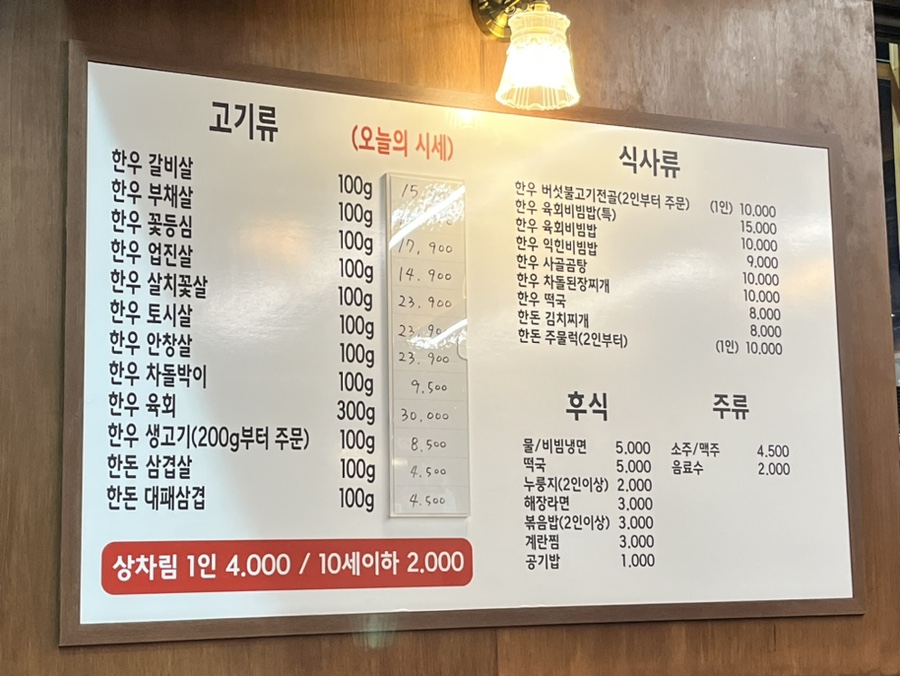 고기류 (오늘의 시세)
한우 갈비살 100g 15
한우 부채살 100g
한우 꽃등심 100g 17,900
한우 업진살 100g 14.900
한우 살치꽃살 100g 23.900
한우 토시살 100g 23.900
한우 안창살 100g 23.900
한우 차돌박이 100g 9,500
한우 육회 300g 30.000
한우 생고기(200g부터 주문) 100g 8.500
한돈 삼겹살 100g 4.500
한돈 대패삼겹 100g 4.500
상차림 1인 4.000 / 10세이하 2.000
식사류
한우 버섯불고기전골(2인부터 주문) (1인) 10.000
한우 육회비빔밥(특) 15.000
한우 육회비빔밥 10.000
한우 익힌비빔밥 9.000
한우 사골곰탕 10.000
한우 차돌된장찌개 10.000
한우 떡국 8.000
한돈 김치찌개 8.000
한돈 주물럭(2인부터) (1인) 10.000
후식
물/비빔냉면 5.000
떡국 5.000
누룽지(2인이상) 2.000
해장라면 3.000
볶음밥(2인이상) 3.000
계란찜 3.000
공기밥 1.000
주류
소주/맥주 4.500
음료수 2.000